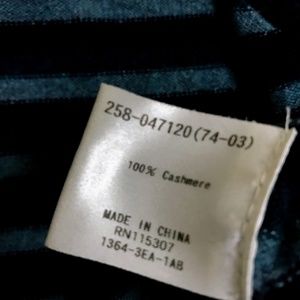 258-047120(74-03)
100% Cashmere
MADE IN CHINA
RN115307
1364-3EA-1AB